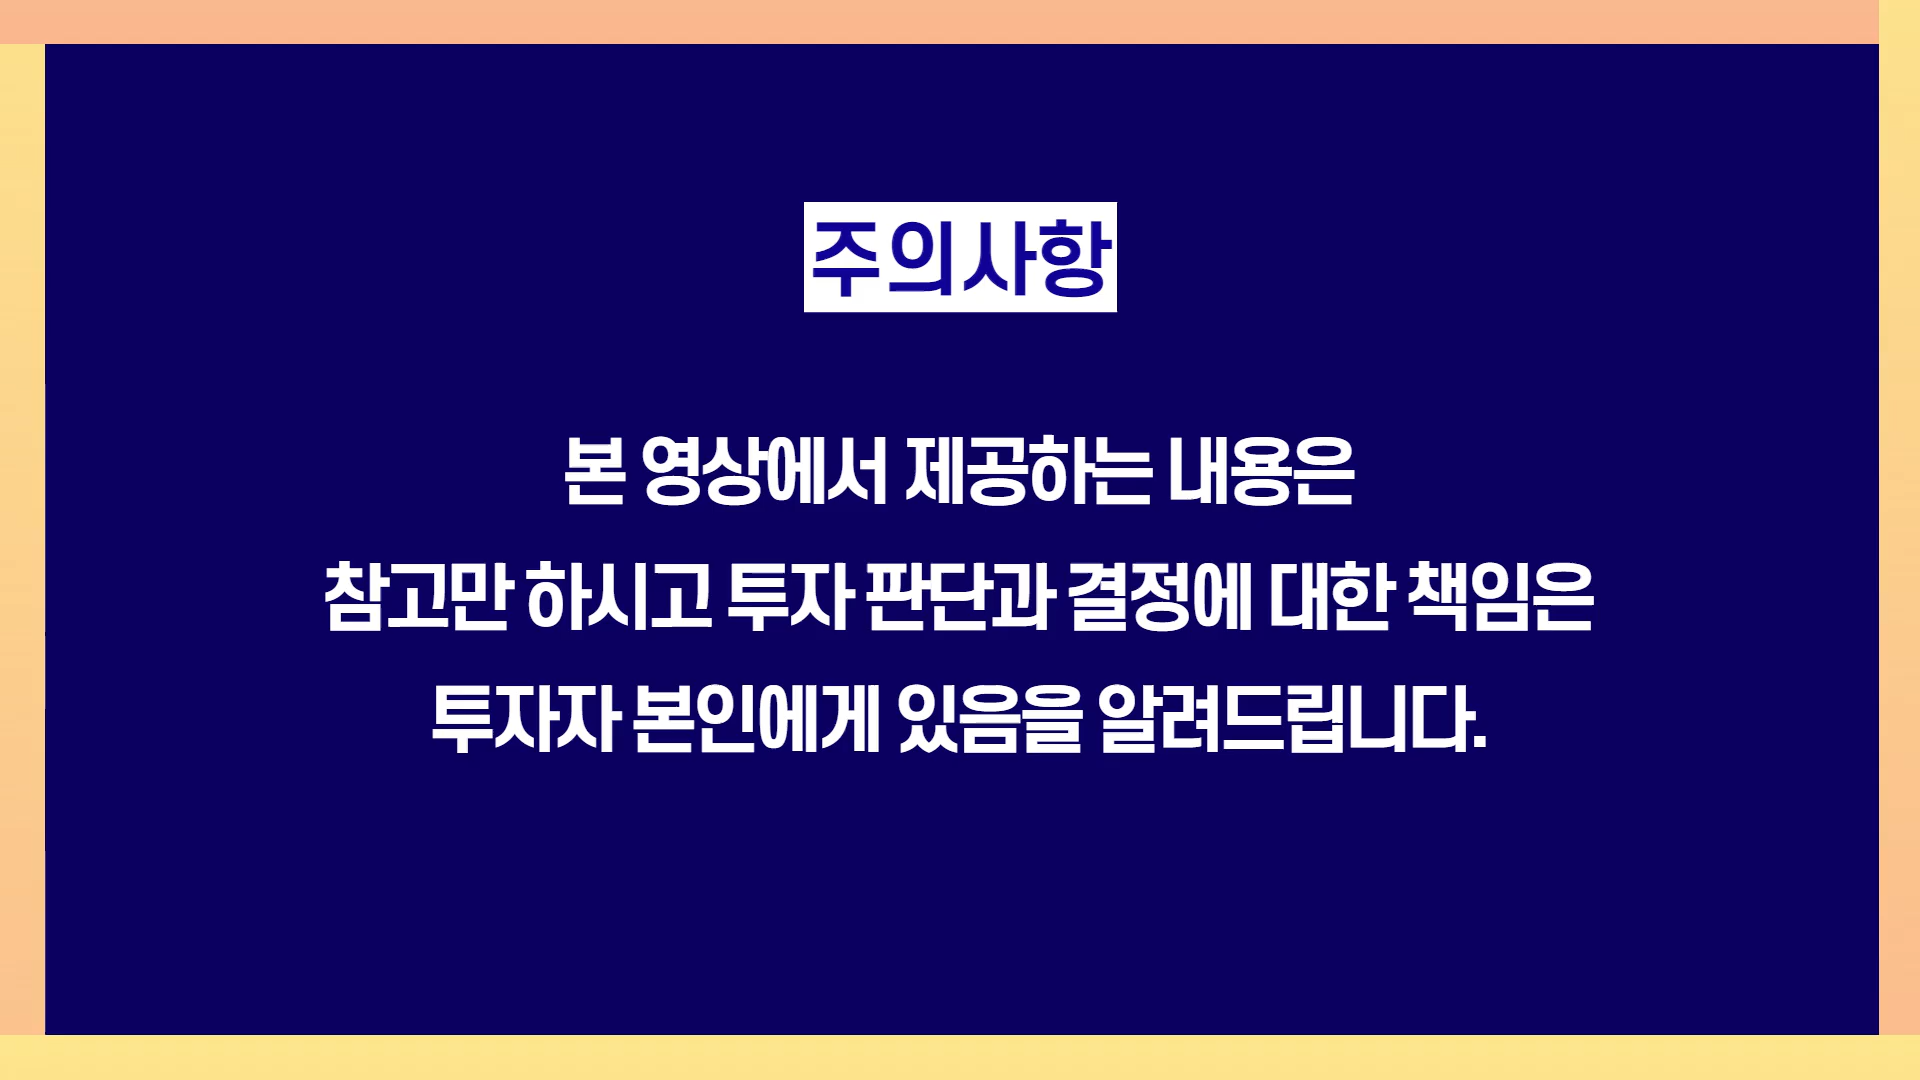 주의사항
본 영상에서 제공하는 내용은
참고만 하시고 투자 판단과 결정에 대한 책임은
투자자 본인에게 있음을 알려드립니다.